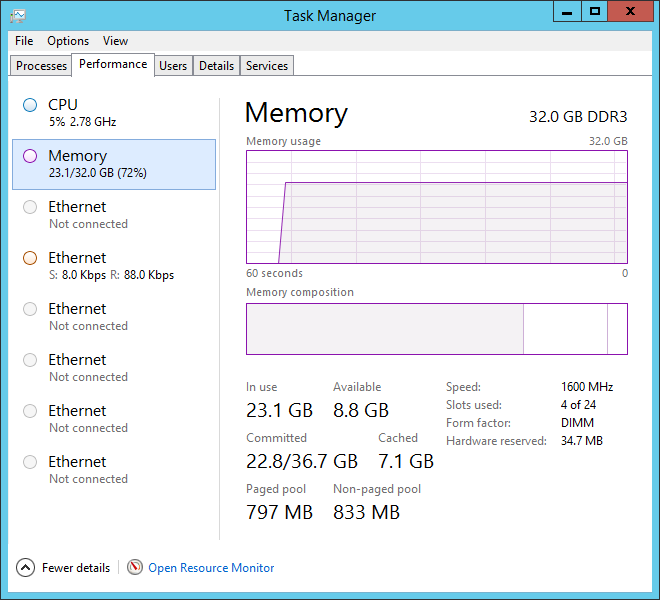 Task Manager
File Options View
Processes Performance Users Details Services
CPU
5% 2.78 GHz
Memory
23.1/32.0 GB (72%)
Ethernet
Not connected
Ethernet
S: 8.0 Kbps R: 88.0 Kbps
Ethernet
Not connected
Ethernet
Not connected
Ethernet
Not connected
Ethernet
Not connected
Memory 32.0 GB DDR3
Memory usage 32.0 GB
60 seconds 0
Memory composition
In use Available
23.1 GB 8.8 GB
Committed Cached
22.8/36.7 GB 7.1 GB
Paged pool Non-paged pool
797 MB 833 MB
Speed: 1600 MHz
Slots used: 4 of 24
Form factor: DIMM
Hardware reserved: 34.7 MB
Fewer details Open Resource Monitor